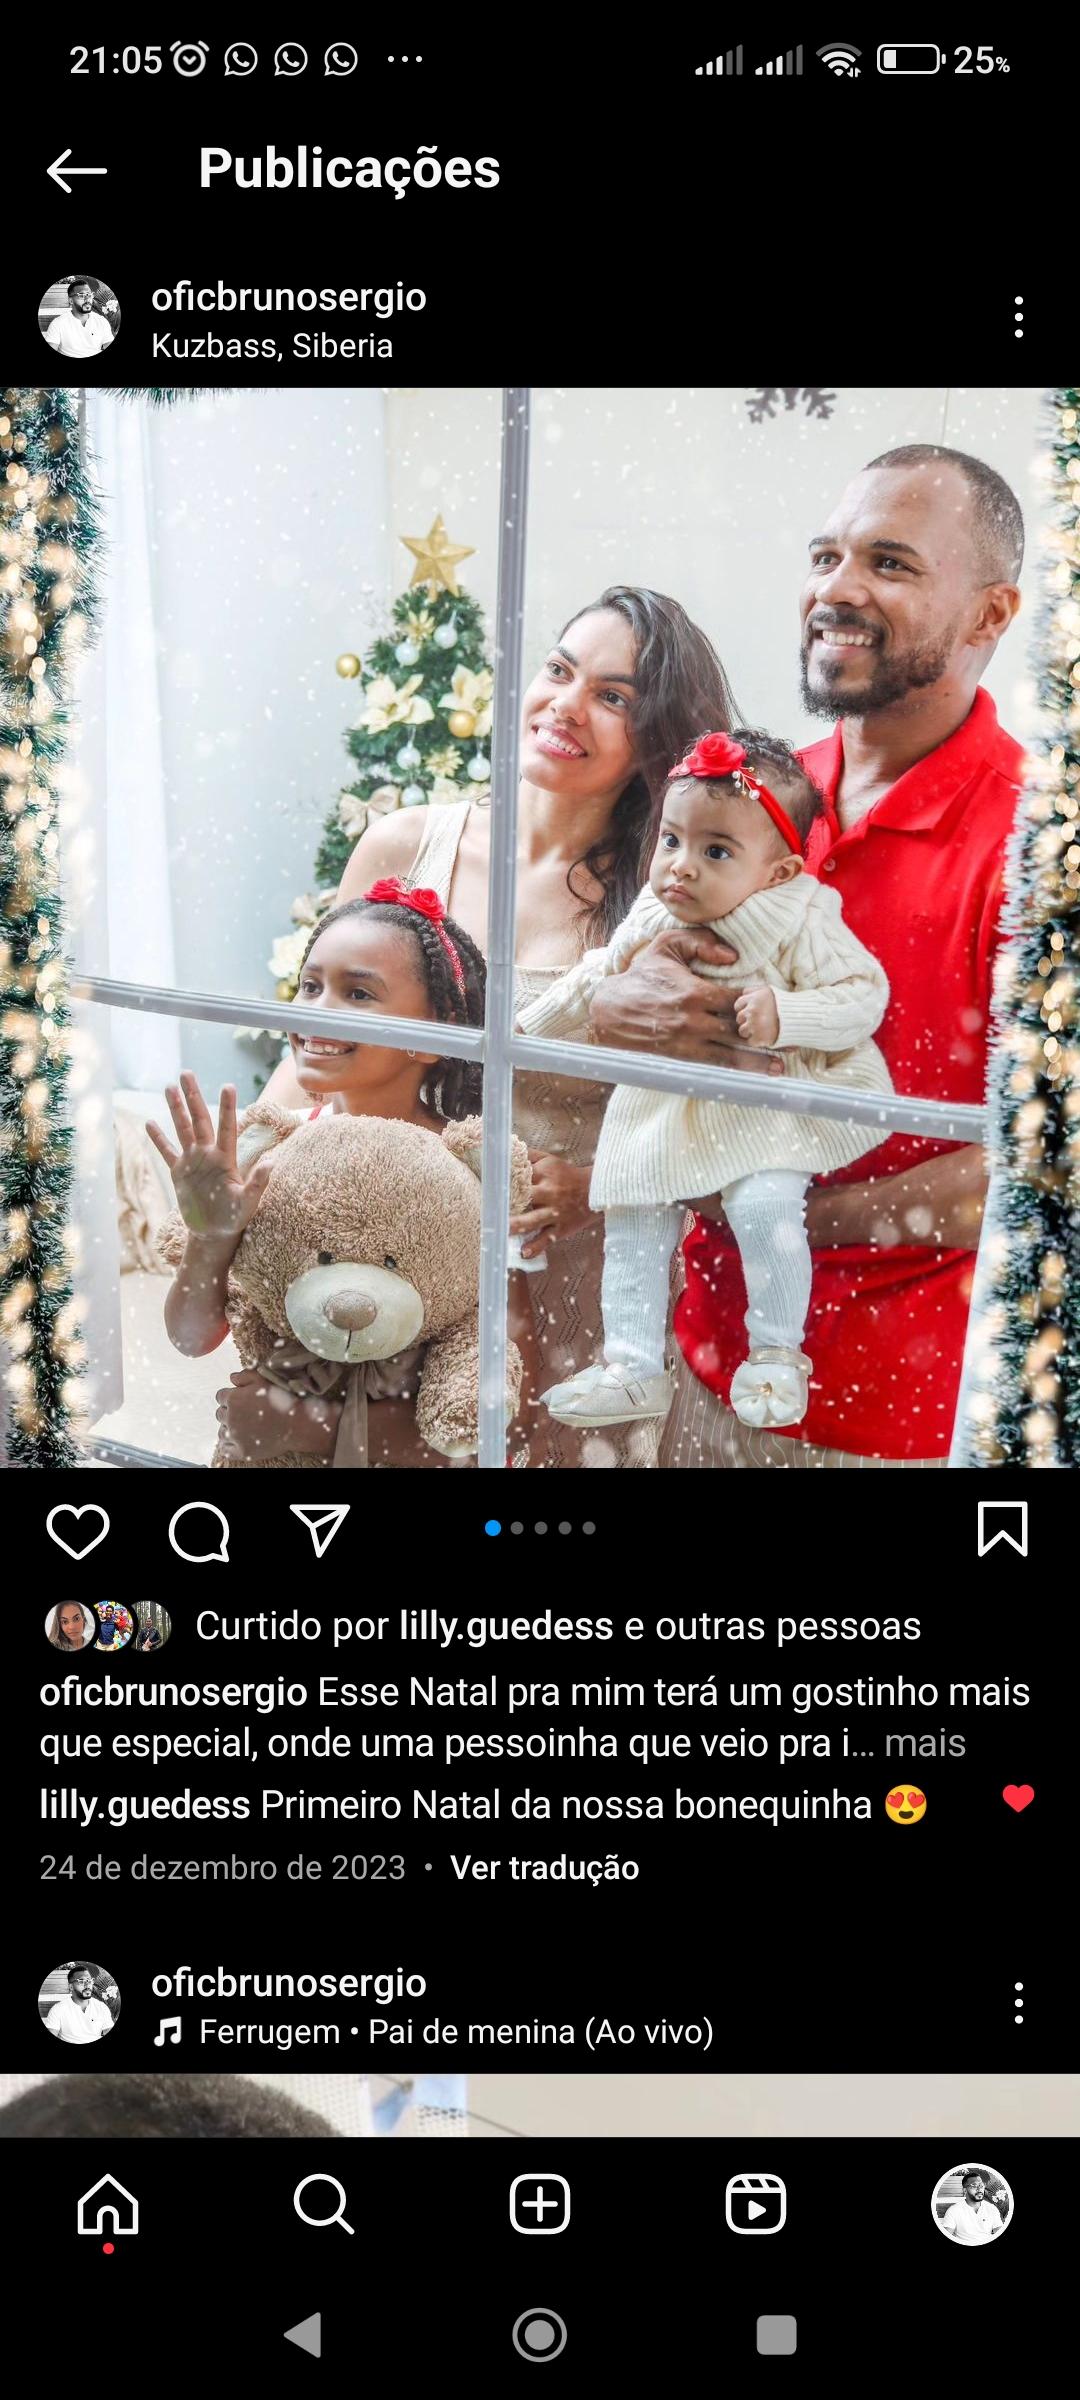 21:05 ... 25%
Publicações
oficbrunosergio
Kuzbass, Siberia
Curtido por lilly.guedess e outras pessoas
oficbrunosergio Esse Natal pra mim terá um gostinho mais
que especial, onde uma pessoinha que veio pra i... mais
lilly.guedess Primeiro Natal da nossa bonequinha 😍
24 de dezembro de 2023 • Ver tradução
oficbrunosergio
Ferrugem • Pai de menina (Ao vivo)